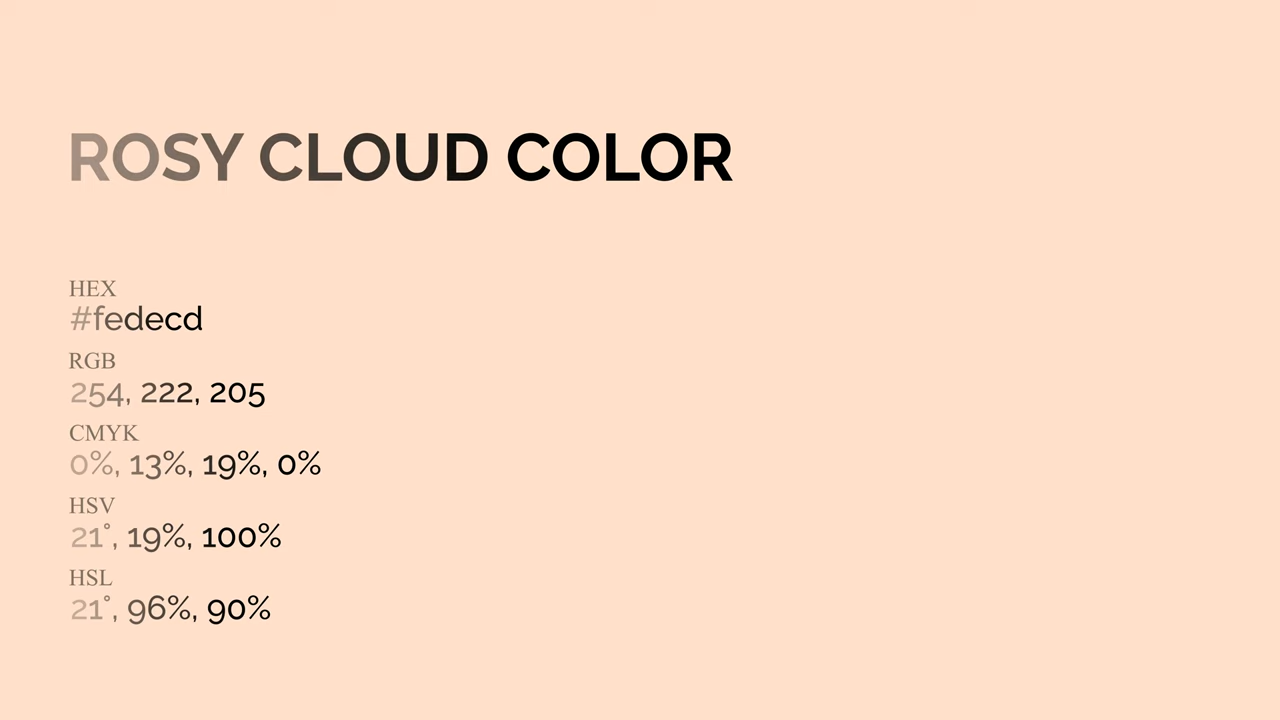 ROSY CLOUD COLOR
HEX
#fedecd
RGB
254, 222, 205
CMYK
0%, 13%, 19%, 0%
HSV
21°, 19%, 100%
HSL
21°, 96%, 90%